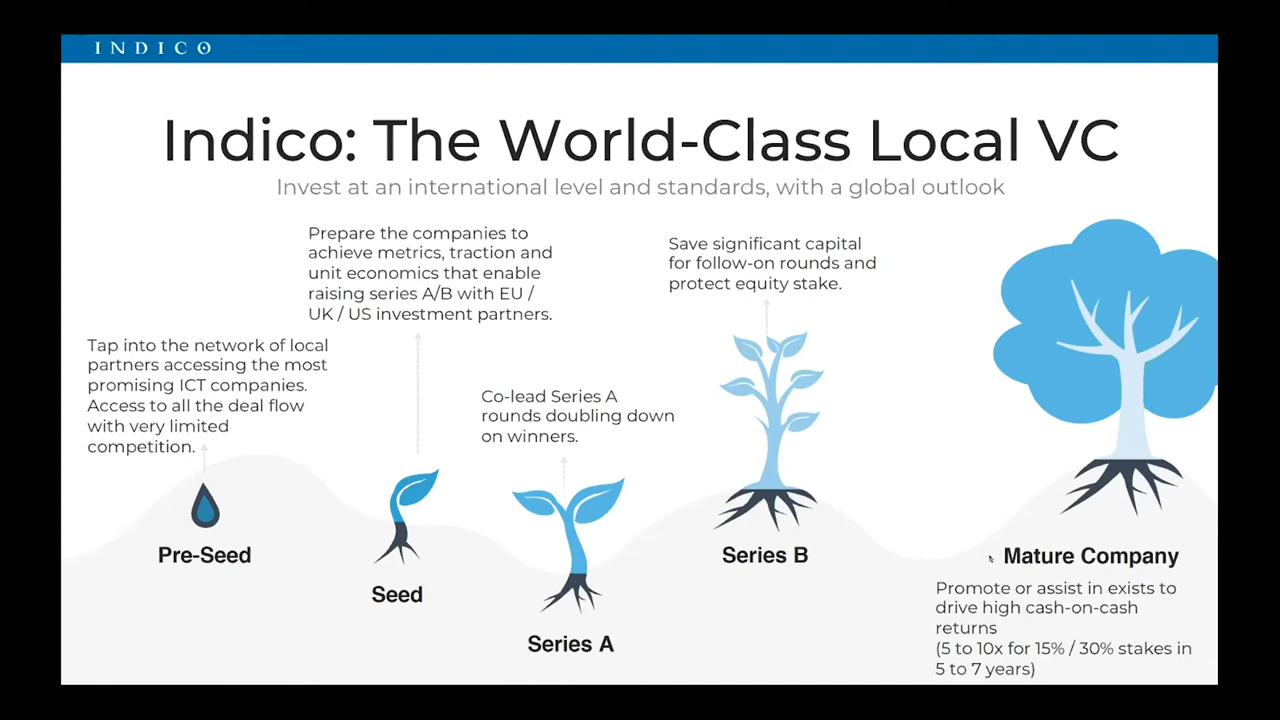 INDICO
Indico: The World-Class Local VC
Invest at an international level and standards, with a global outlook
Tap into the network of local
partners accessing the most
promising ICT companies.
Access to all the deal flow
with very limited
competition.
Pre-Seed
Prepare the companies to
achieve metrics, traction and
unit economics that enable
raising series A/B with EU /
UK / US investment partners.
Seed
Co-lead Series A
rounds doubling down
on winners.
Series A
Save significant capital
for follow-on rounds and
protect equity stake.
Series B
Mature Company
Promote or assist in exists to
drive high cash-on-cash
returns
(5 to 10x for 15% / 30% stakes in
5 to 7 years)